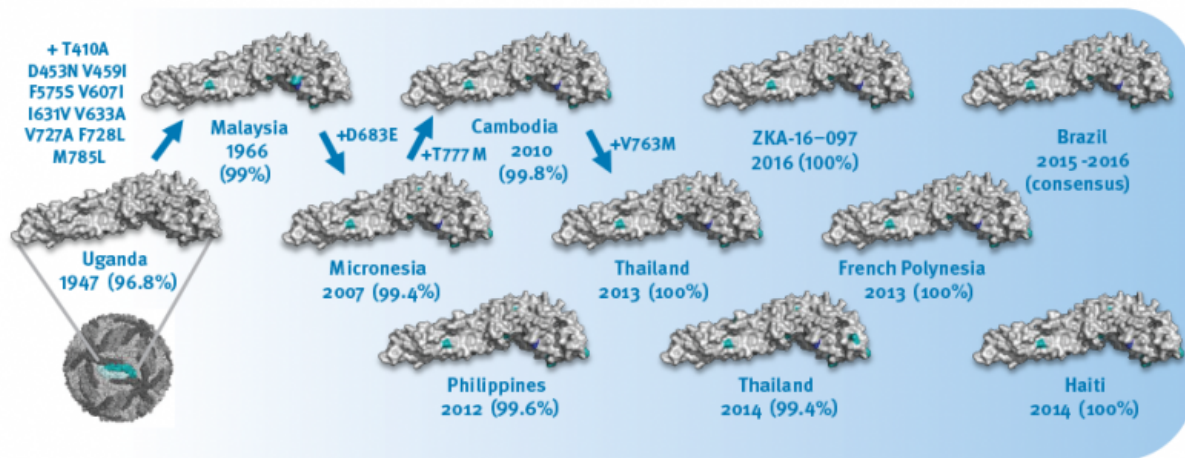 + T410A
D453N V459I
F575S V607I
I631V V633A
V727A F728L
M785L
Malaysia
1966
(99%)
+D683E
+T777 M
Cambodia
2010
(99.8%)
+V763M
ZKA-16–097
2016 (100%)
Brazil
2015 -2016
(consensus)
Uganda
1947 (96.8%)
Micronesia
2007 (99.4%)
Thailand
2013 (100%)
French Polynesia
2013 (100%)
Philippines
2012 (99.6%)
Thailand
2014 (99.4%)
Haiti
2014 (100%)